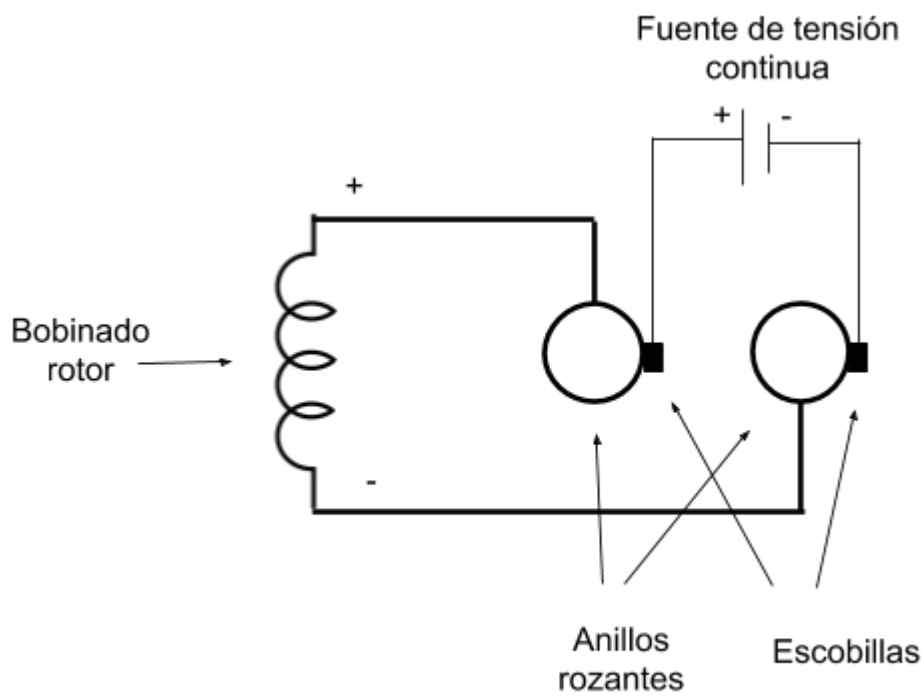 Fuente de tensión
continua
+ -
+
Bobinado
rotor
-
Anillos
rozantes
Escobillas